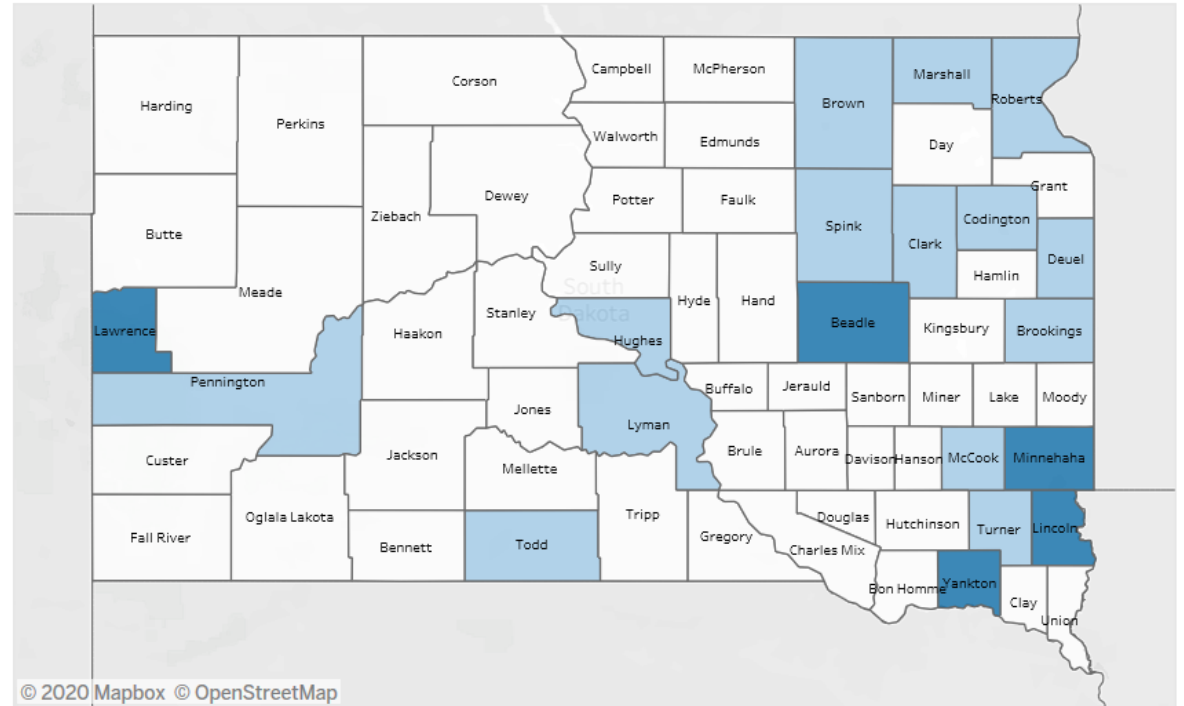 Campbell
McPherson
Corson
Marshall
Harding
Brown
Roberts
Perkins
Walworth
Edmunds
Day
Grant
Dewey
Potter
Faulk
Ziebach
Codington
Butte
Spink
Clark
Deuel
Sully
Hamlin
Meade
South
Dakota
Hyde
Hand
Stanley
Lawrence
Haakon
Hughes
Beadle
Kingsbury
Brookings
Pennington
Buffalo
Jerauld
Sanborn
Miner
Lake
Moody
Jones
Lyman
Custer
Jackson
Mellette
Brule
Aurora
Davison
Hanson
McCook
Minnehaha
Oglala Lakota
Tripp
Douglas
Hutchinson
Turner
Lincoln
Fall River
Bennett
Todd
Gregory
Charles Mix
Bon Homme
Yankton
Clay
Union
© 2020 Mapbox © OpenStreetMap